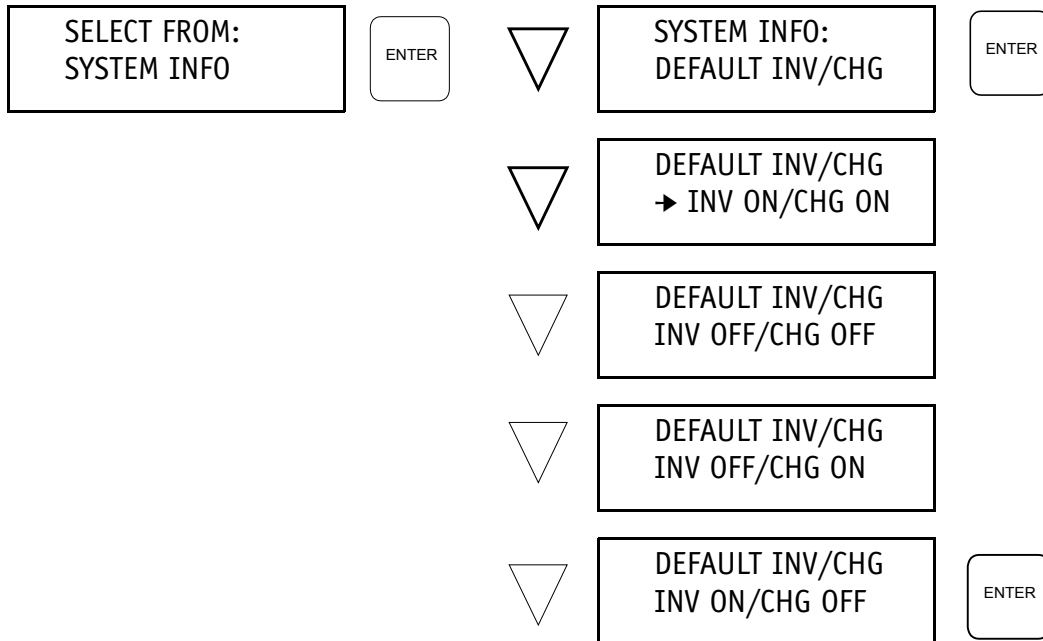 SELECT FROM:
SYSTEM INFO
ENTER
SYSTEM INFO:
DEFAULT INV/CHG
ENTER
DEFAULT INV/CHG
→ INV ON/CHG ON
DEFAULT INV/CHG
INV OFF/CHG OFF
DEFAULT INV/CHG
INV OFF/CHG ON
DEFAULT INV/CHG
INV ON/CHG OFF
ENTER